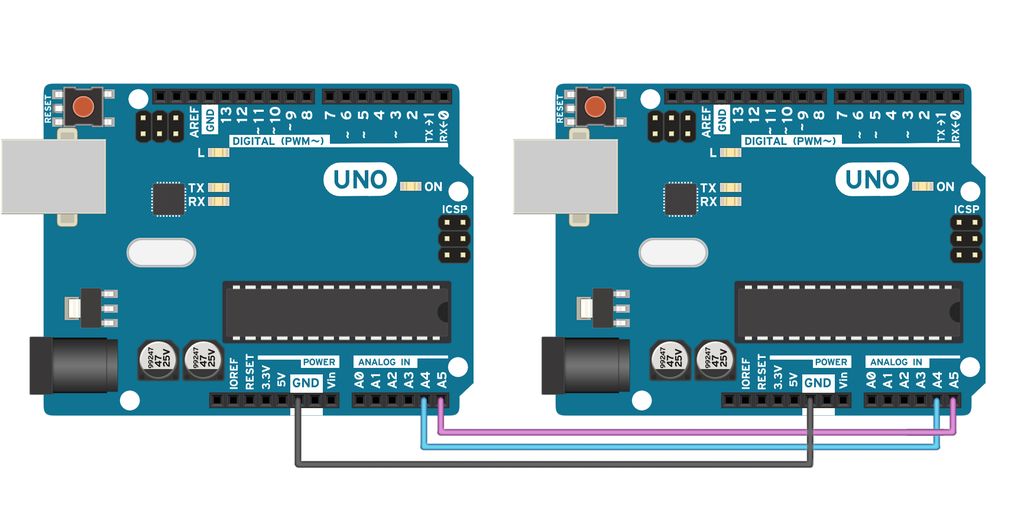 RESET
AREF
GND
13
12
~11
~10
~9
8
7
~6
~5
4
~3
2
TX→1
RX←0
DIGITAL (PWM~)
L
TX
RX
UNO
ON
ICSP
99247
47
25V
99247
47
25V
POWER
ANALOG IN
IOREF
RESET
3.3V
5V
GND
Vin
A0
A1
A2
A3
A4
A5
RESET
AREF
GND
13
12
~11
~10
~9
8
7
~6
~5
4
~3
2
TX→1
RX←0
DIGITAL (PWM~)
L
TX
RX
UNO
ON
ICSP
99247
47
25V
99247
47
25V
POWER
ANALOG IN
IOREF
RESET
3.3V
5V
GND
Vin
A0
A1
A2
A3
A4
A5